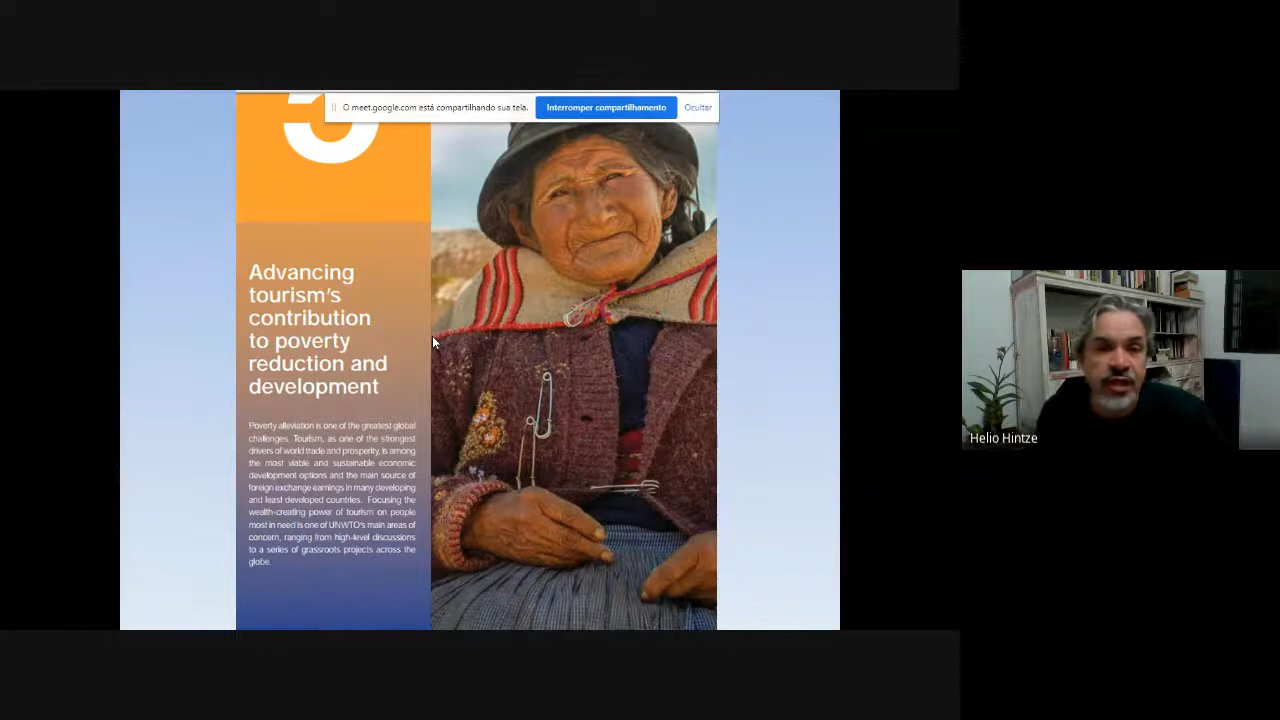 3
O meet.google.com está compartilhando sua tela.
Interromper compartilhamento
Ocultar
Advancing
tourism's
contribution
to poverty
reduction and
development
Poverty alleviation is one of the greatest global
challenges. Tourism, as one of the strongest
drivers of world trade and prosperity, is among
the most viable and sustainable economic
development options and the main source of
foreign exchange earnings in many developing
and least developed countries. Focusing the
wealth-creating power of tourism on people
most in need is one of UNWTO's main areas of
concern, ranging from high-level discussions
to a series of grassroots projects across the
globe.
Helio Hintze